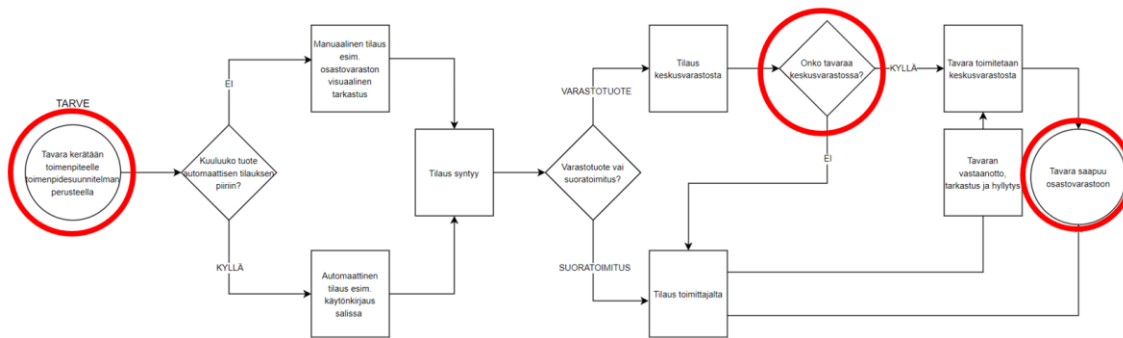 TARVE
Tavara kerätään
toimenpiteelle
toimenpidesuunnitelman
perusteella
Kuuluuko tuote
automaattisen tilauksen
piiriin?
EI
KYLLÄ
Manuaalinen tilaus
esim.
osastovaraston
visuaalinen
tarkastus
Automaattinen
tilaus esim.
käytönkirjaus
salissa
Tilaus syntyy
Varastotuote vai
suoratoimitus?
VARASTOTUOTE
SUORATOIMITUS
Tilaus
keskusvarastosta
Onko tavaraa
keskusvarastossa?
KYLLÄ
EI
Tilaus toimittajalta
Tavara toimitetaan
keskusvarastosta
Tavaran
vastaanotto,
tarkastus ja hyllytys
Tavara saapuu
osastovarastoon